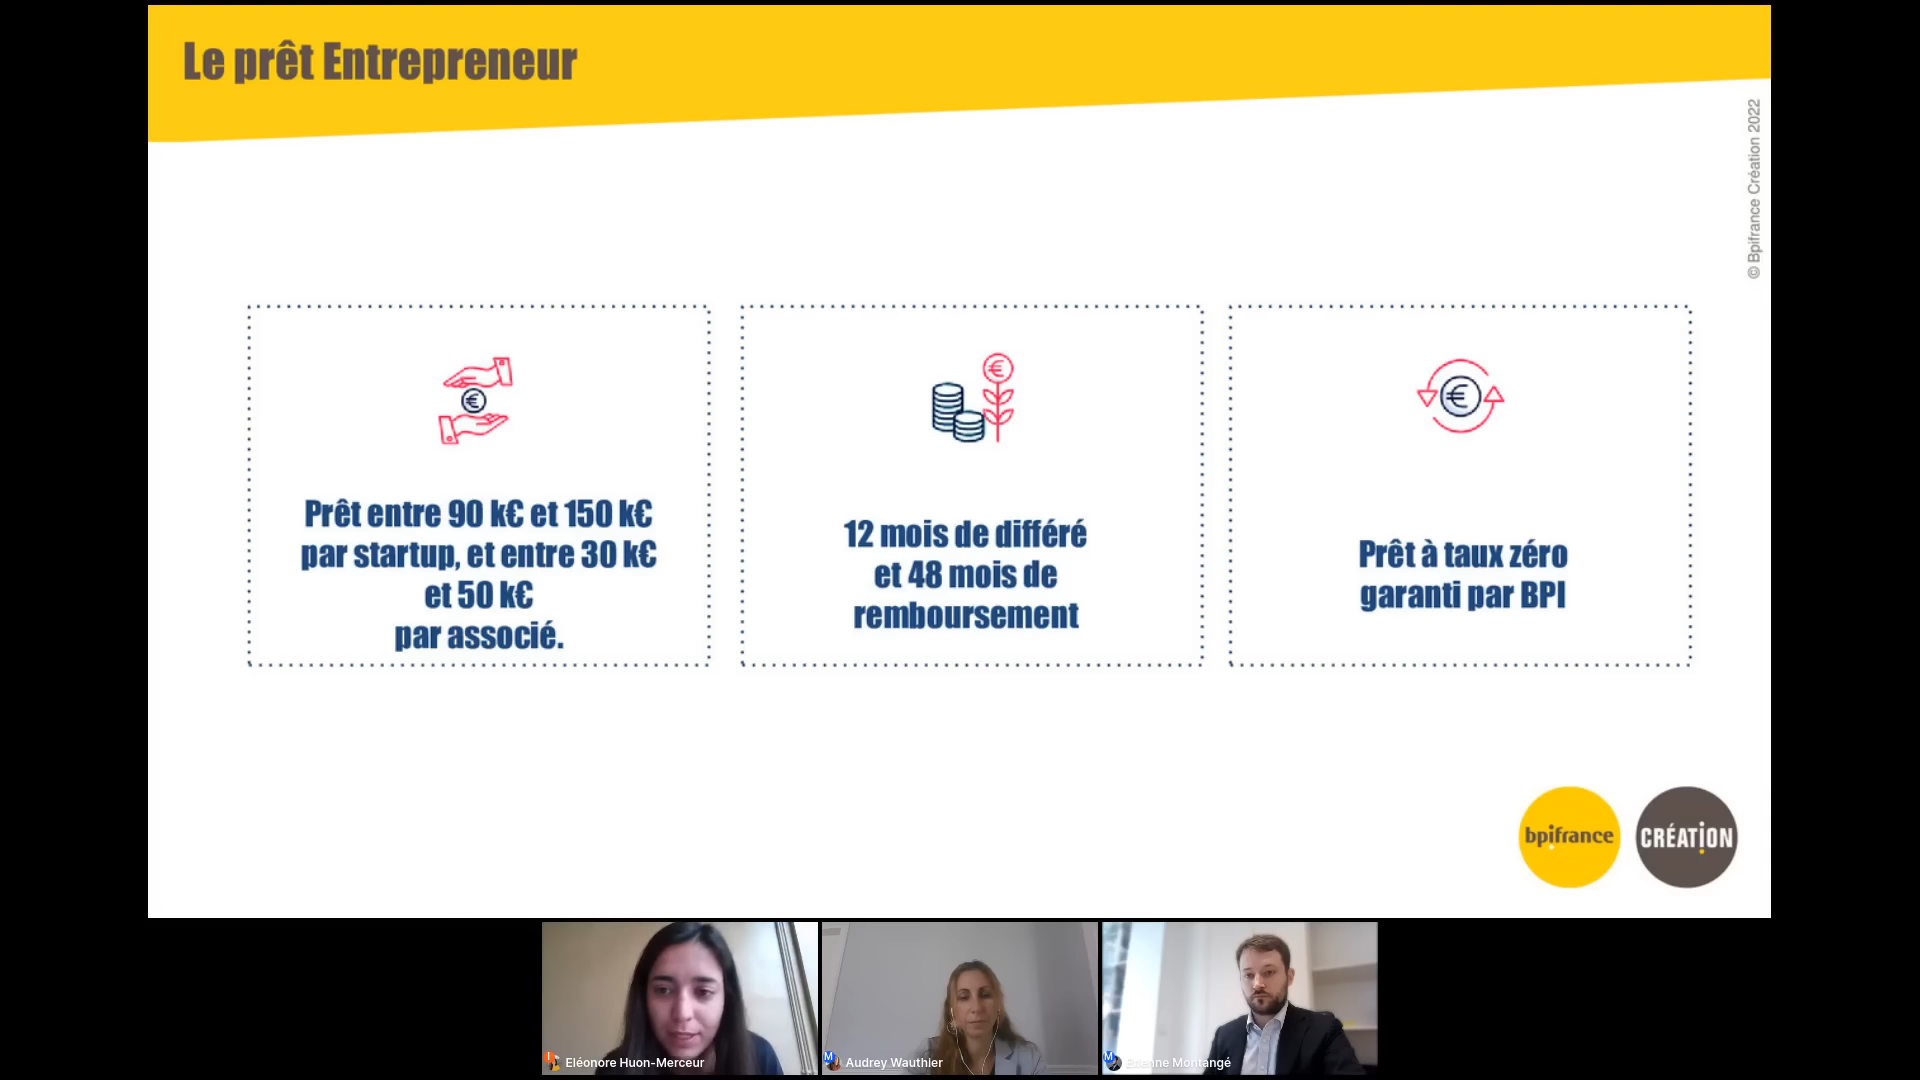 Le prêt Entrepreneur
© Bpifrance Création 2022
Prêt entre 90 k€ et 150 k€
par startup, et entre 30 k€
et 50 k€
par associé.
12 mois de différé
et 48 mois de
remboursement
Prêt à taux zéro
garanti par BPI
bpifrance
CRÉATION
Eléonore Huon-Merceur
M
Audrey Wauthier
M
Montangé